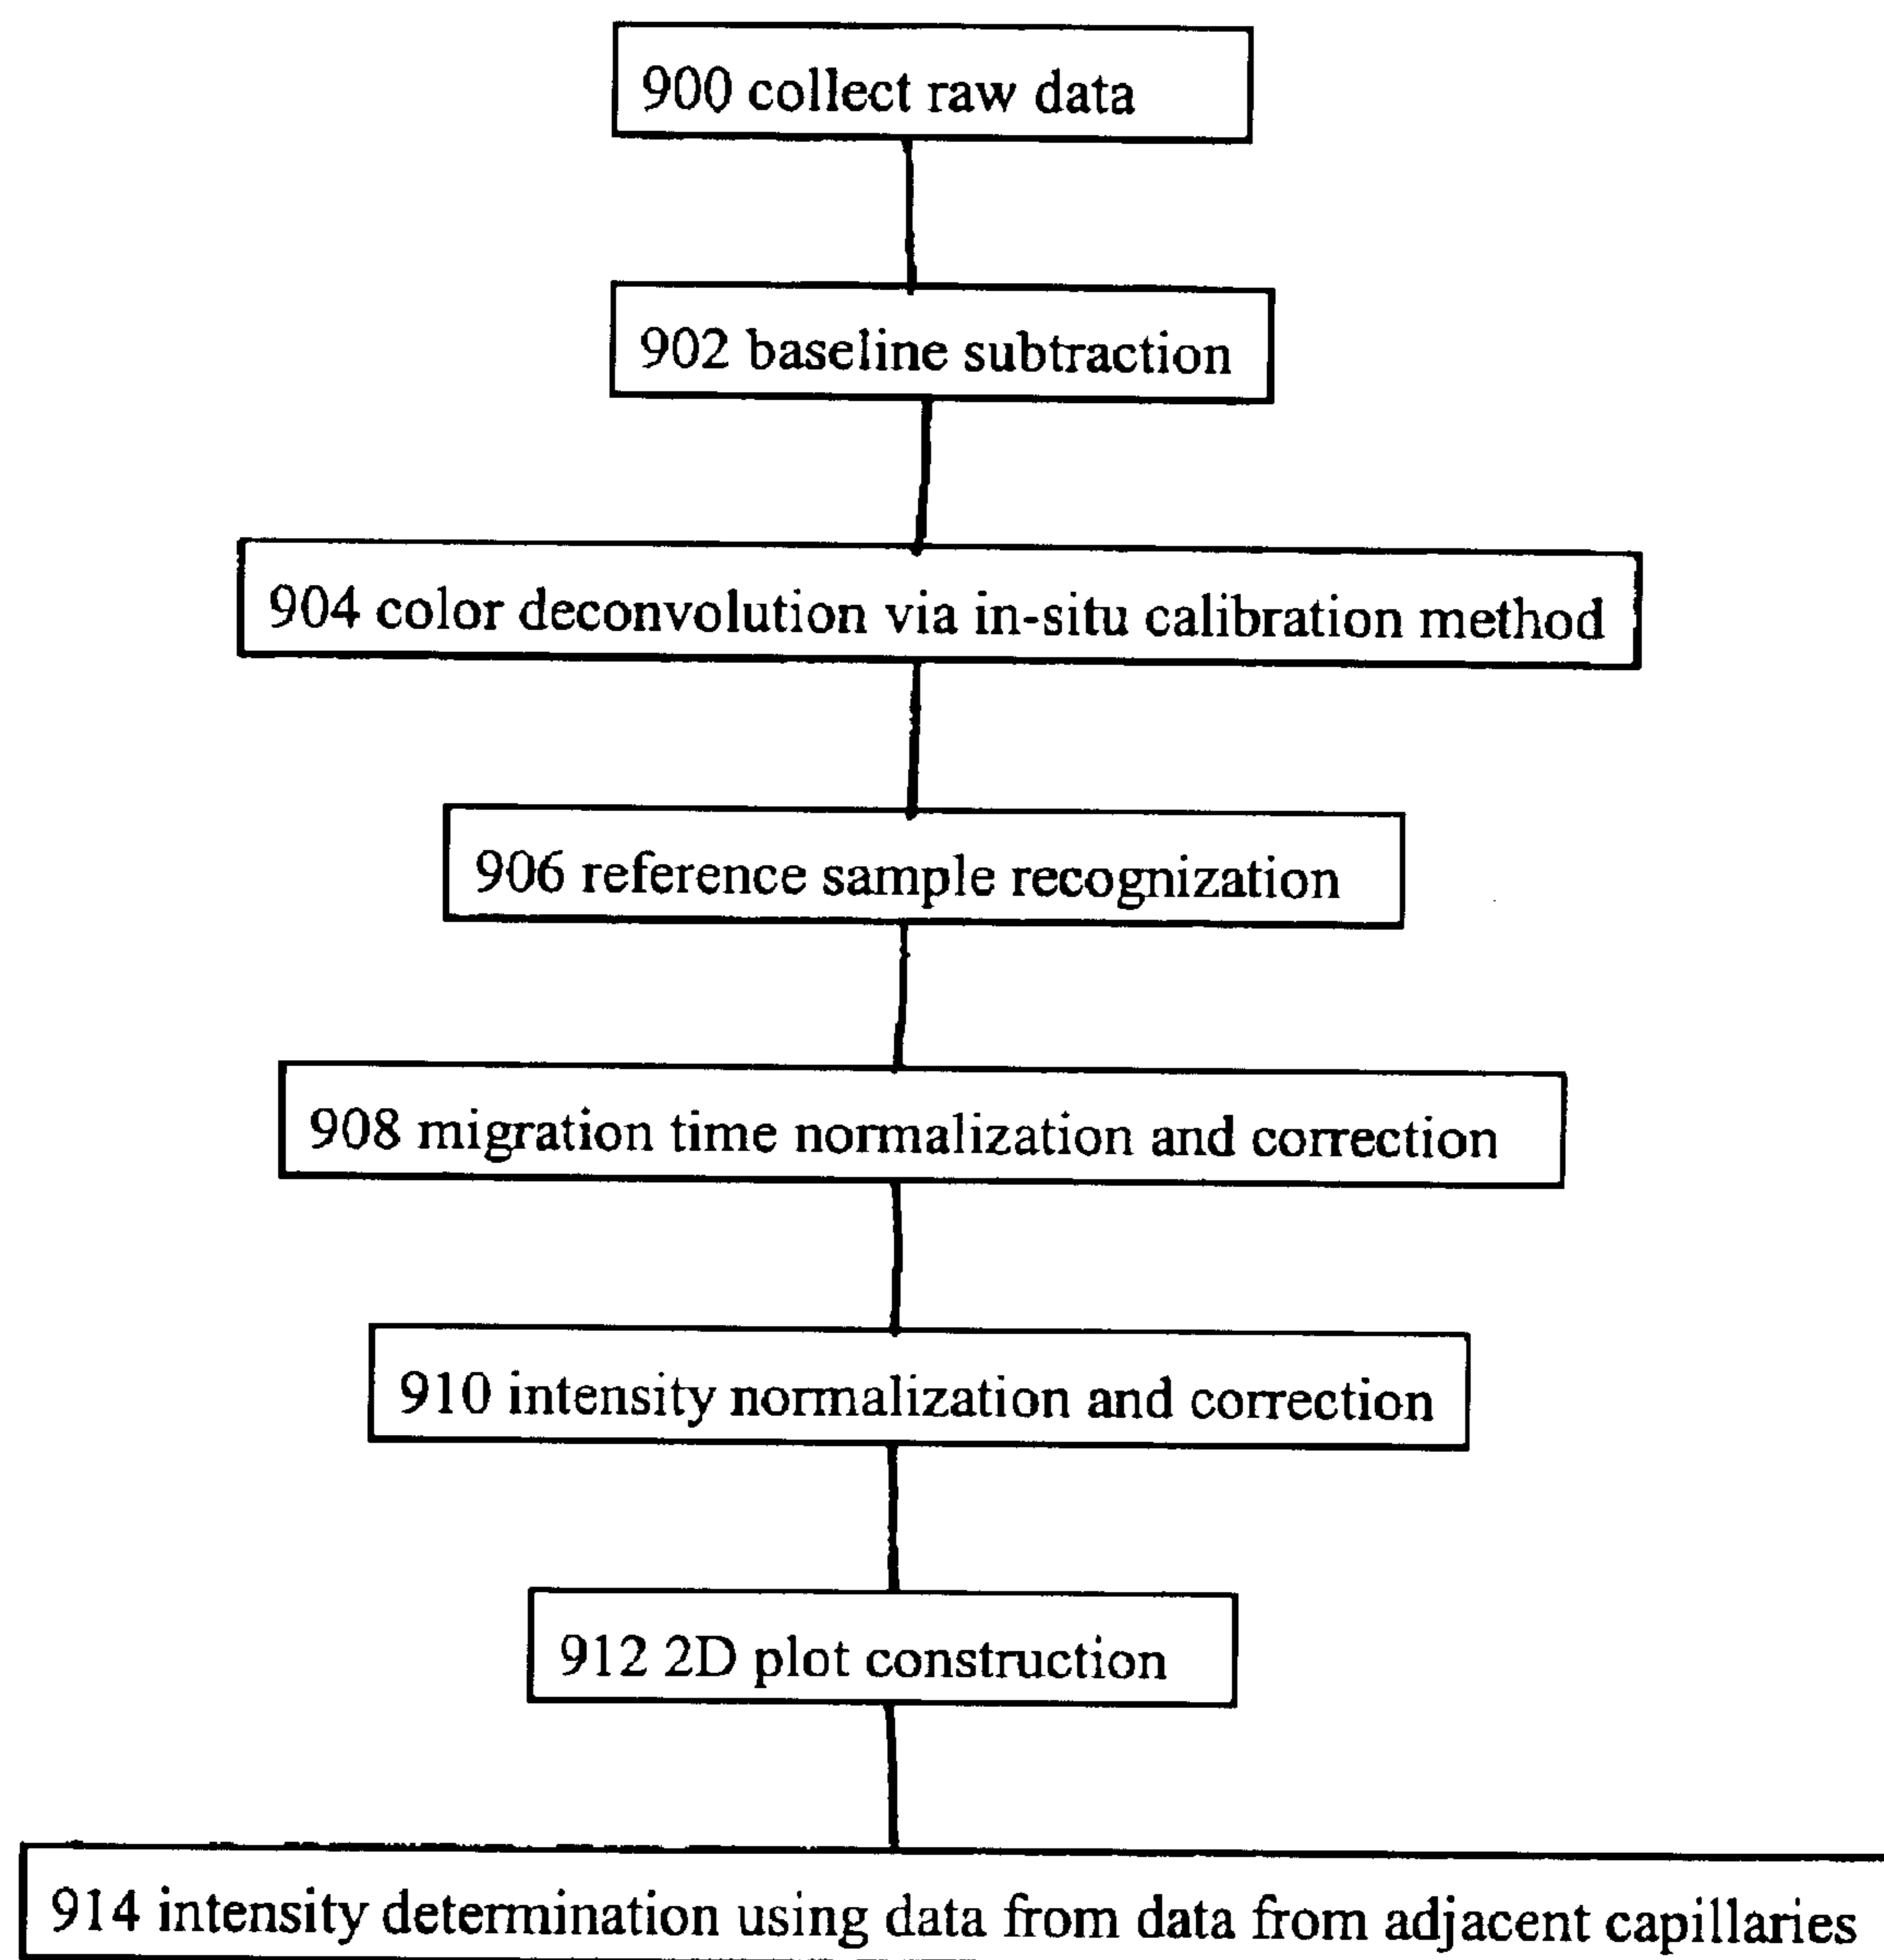 900 collect raw data
902 baseline subtraction
904 color deconvolution via in-situ calibration method
906 reference sample recognization
908 migration time normalization and correction
910 intensity normalization and correction
912 2D plot construction
914 intensity determination using data from data from adjacent capillaries